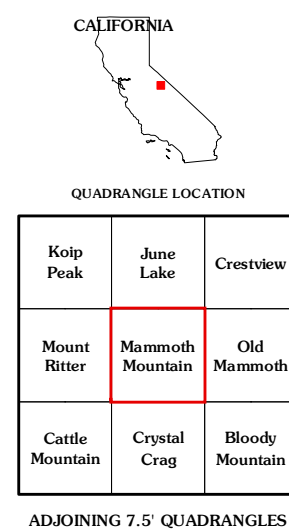 CALIFORNIA
QUADRANGLE LOCATION
Koip
Peak
June
Lake
Crestview
Mount
Ritter
Mammoth
Mountain
Old
Mammoth
Cattle
Mountain
Crystal
Crag
Bloody
Mountain
ADJOINING 7.5' QUADRANGLES